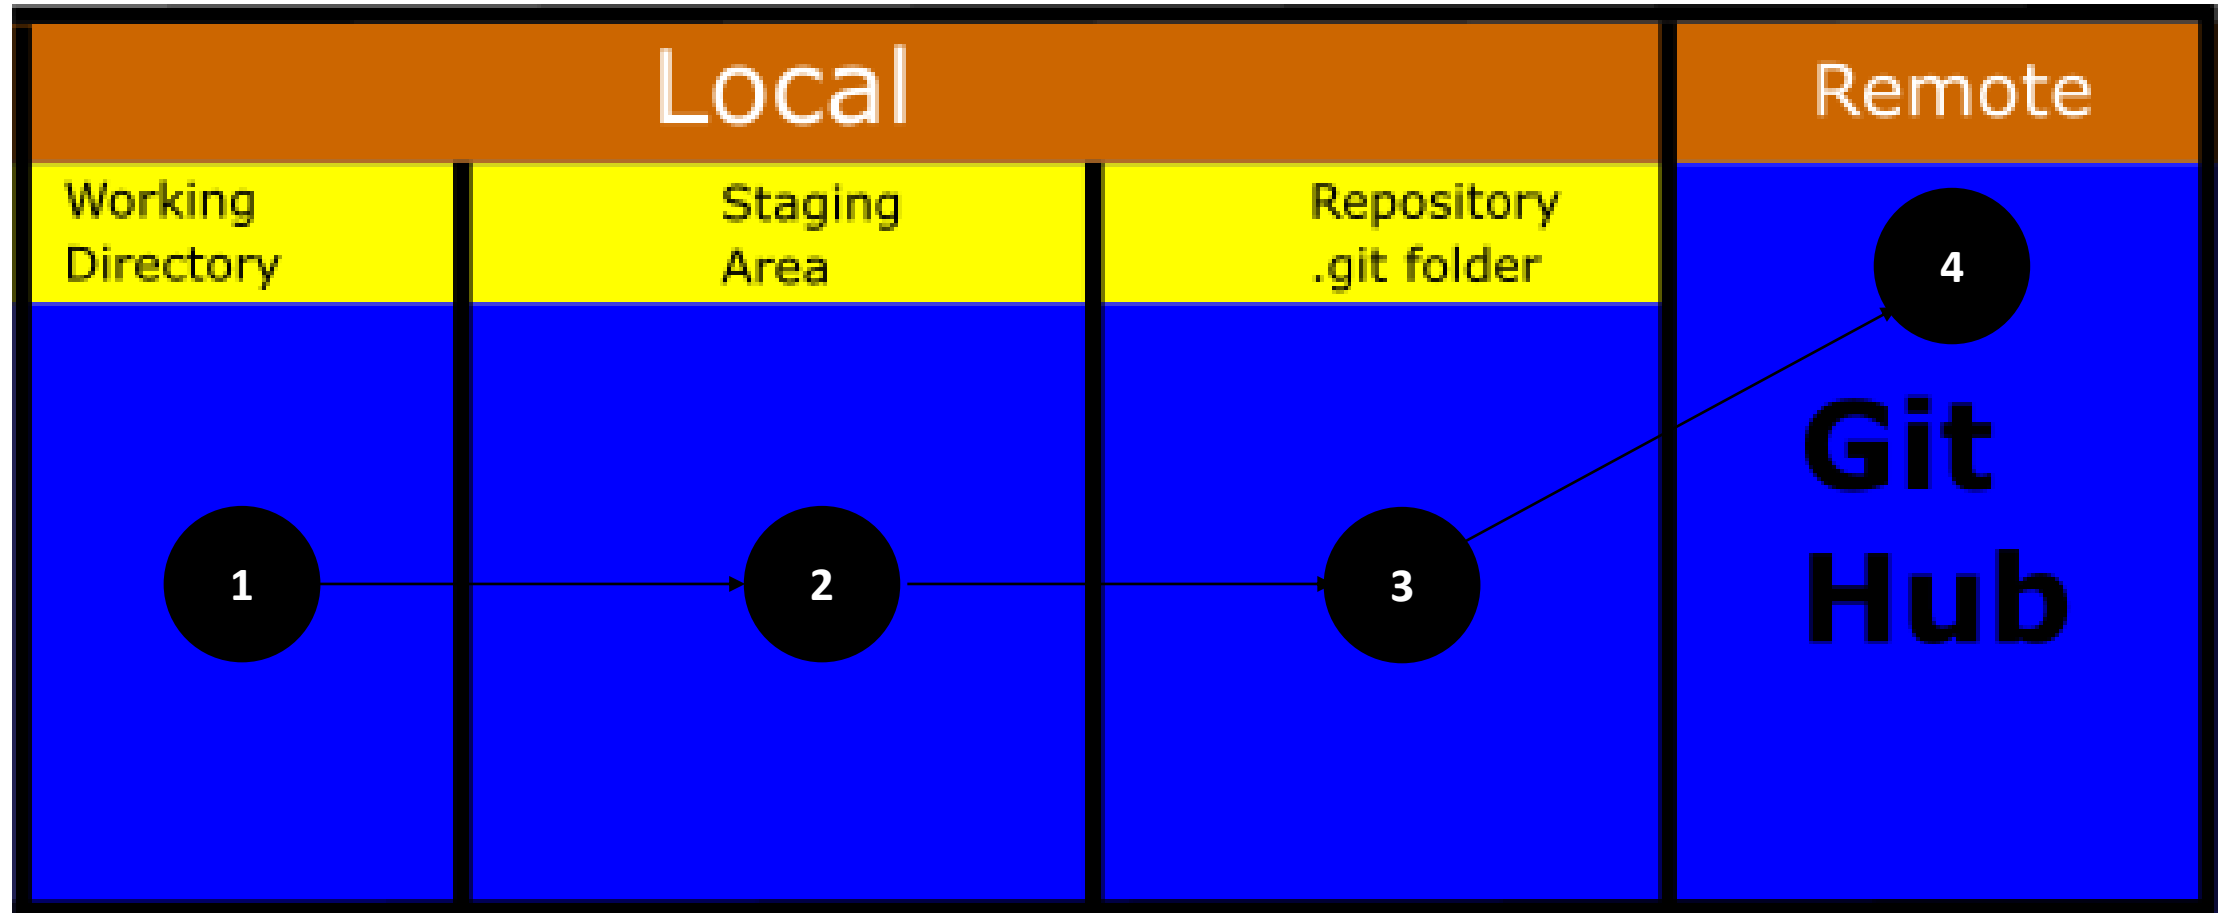 Local
Remote
Working
Directory
Staging
Area
Repository
.git folder
4
Git
Hub
1
2
3